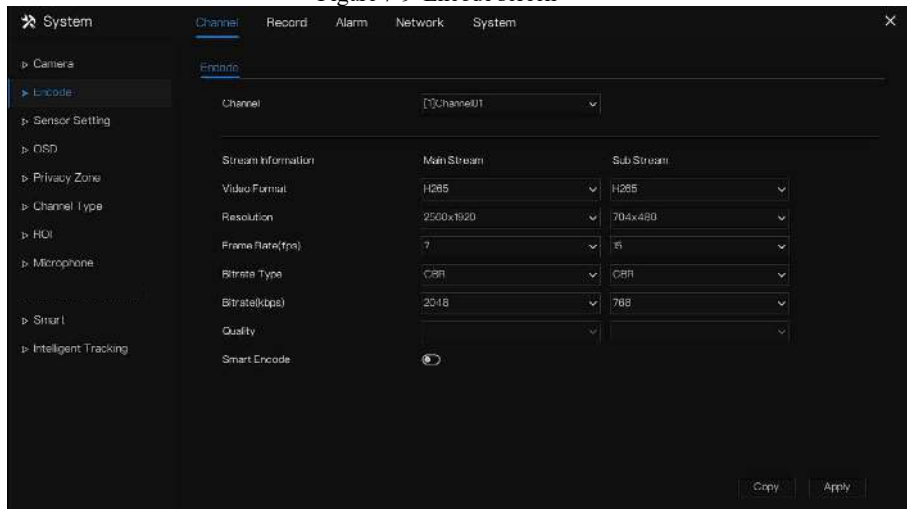 System Channel Record Alarm Network System
Camera
Encode
Encode
Channel [1]Channel01
Sensor Setting
OSD
Stream Information Main Stream Sub Stream
Privacy Zone
Video Format H265 H265
Channel Type
Resolution 2560x1920 704x480
ROI
Frame Rate(fps) 7 15
Microphone
Bitrate Type CBR CBR
Bitrate(kbps) 2048 768
Smart
Quality
Intelligent Tracking
Smart Encode
Copy Apply